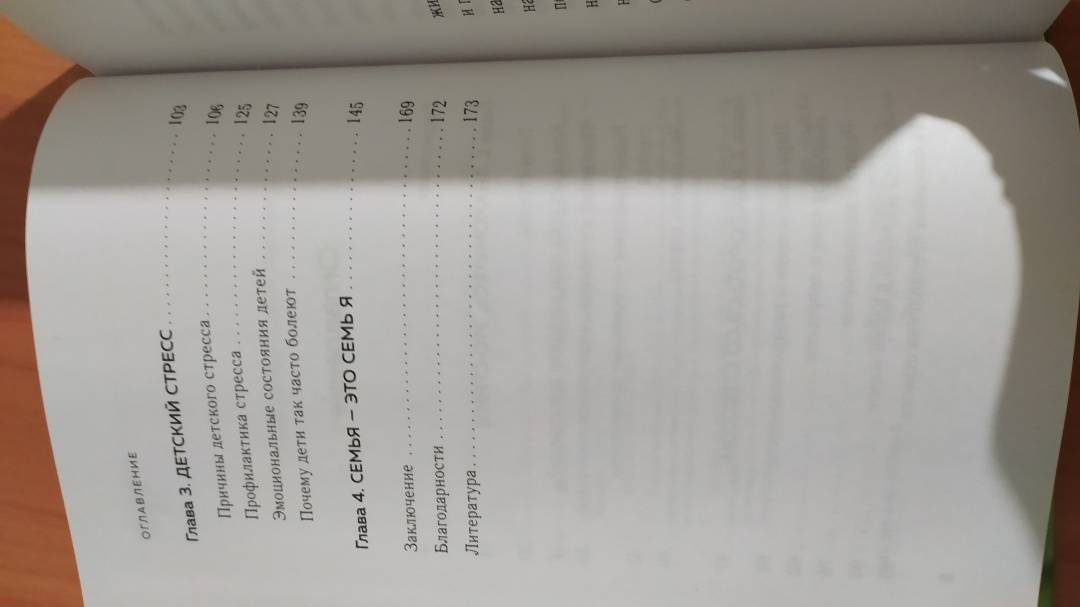 ОГЛАВЛЕНИЕ
Глава 3. ДЕТСКИЙ СТРЕСС . . . . . . . . . . . . . . . . . . . . . 103
Причины детского стресса . . . . . . . . . . . . . . . . . . . 106
Профилактика стресса . . . . . . . . . . . . . . . . . . . . . 125
Эмоциональные состояния детей . . . . . . . . . . . . 127
Почему дети так часто болеют . . . . . . . . . . . . . . 139
Глава 4. СЕМЬЯ – ЭТО СЕМЬ Я . . . . . . . . . . . . . . . . 145
Заключение . . . . . . . . . . . . . . . . . . . . . . . . . . . . . . 169
Благодарности . . . . . . . . . . . . . . . . . . . . . . . . . . . . 172
Литература . . . . . . . . . . . . . . . . . . . . . . . . . . . . . . . 173